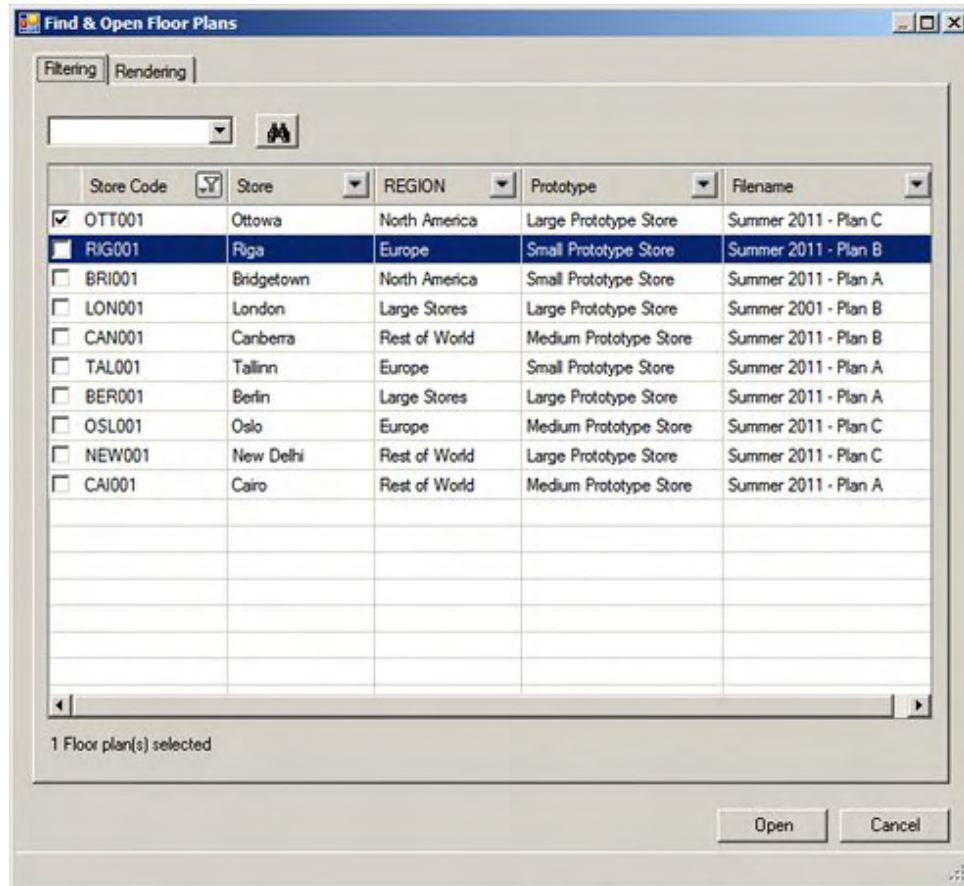 Find & Open Floor Plans
Filtering Rendering
Store Code Store REGION Prototype Filename
OTT001 Ottowa North America Large Prototype Store Summer 2011 - Plan C
RIG001 Riga Europe Small Prototype Store Summer 2011 - Plan B
BRI001 Bridgetown North America Small Prototype Store Summer 2011 - Plan A
LON001 London Large Stores Large Prototype Store Summer 2001 - Plan B
CAN001 Canberra Rest of World Medium Prototype Store Summer 2011 - Plan B
TAL001 Tallinn Europe Small Prototype Store Summer 2011 - Plan A
BER001 Berlin Large Stores Large Prototype Store Summer 2011 - Plan A
OSL001 Oslo Europe Medium Prototype Store Summer 2011 - Plan C
NEW001 New Delhi Rest of World Large Prototype Store Summer 2011 - Plan C
CAI001 Cairo Rest of World Medium Prototype Store Summer 2011 - Plan A
1 Floor plan(s) selected
Open Cancel